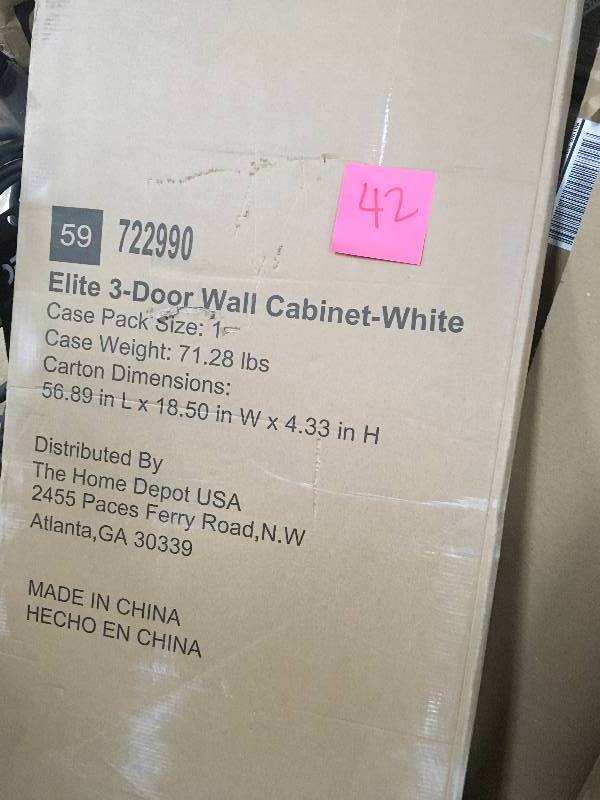 42
59 722990
Elite 3-Door Wall Cabinet-White
Case Pack Size: 1
Case Weight: 71.28 lbs
Carton Dimensions:
56.89 in L x 18.50 in W x 4.33 in H
Distributed By
The Home Depot USA
2455 Paces Ferry Road,N.W
Atlanta,GA 30339
MADE IN CHINA
HECHO EN CHINA